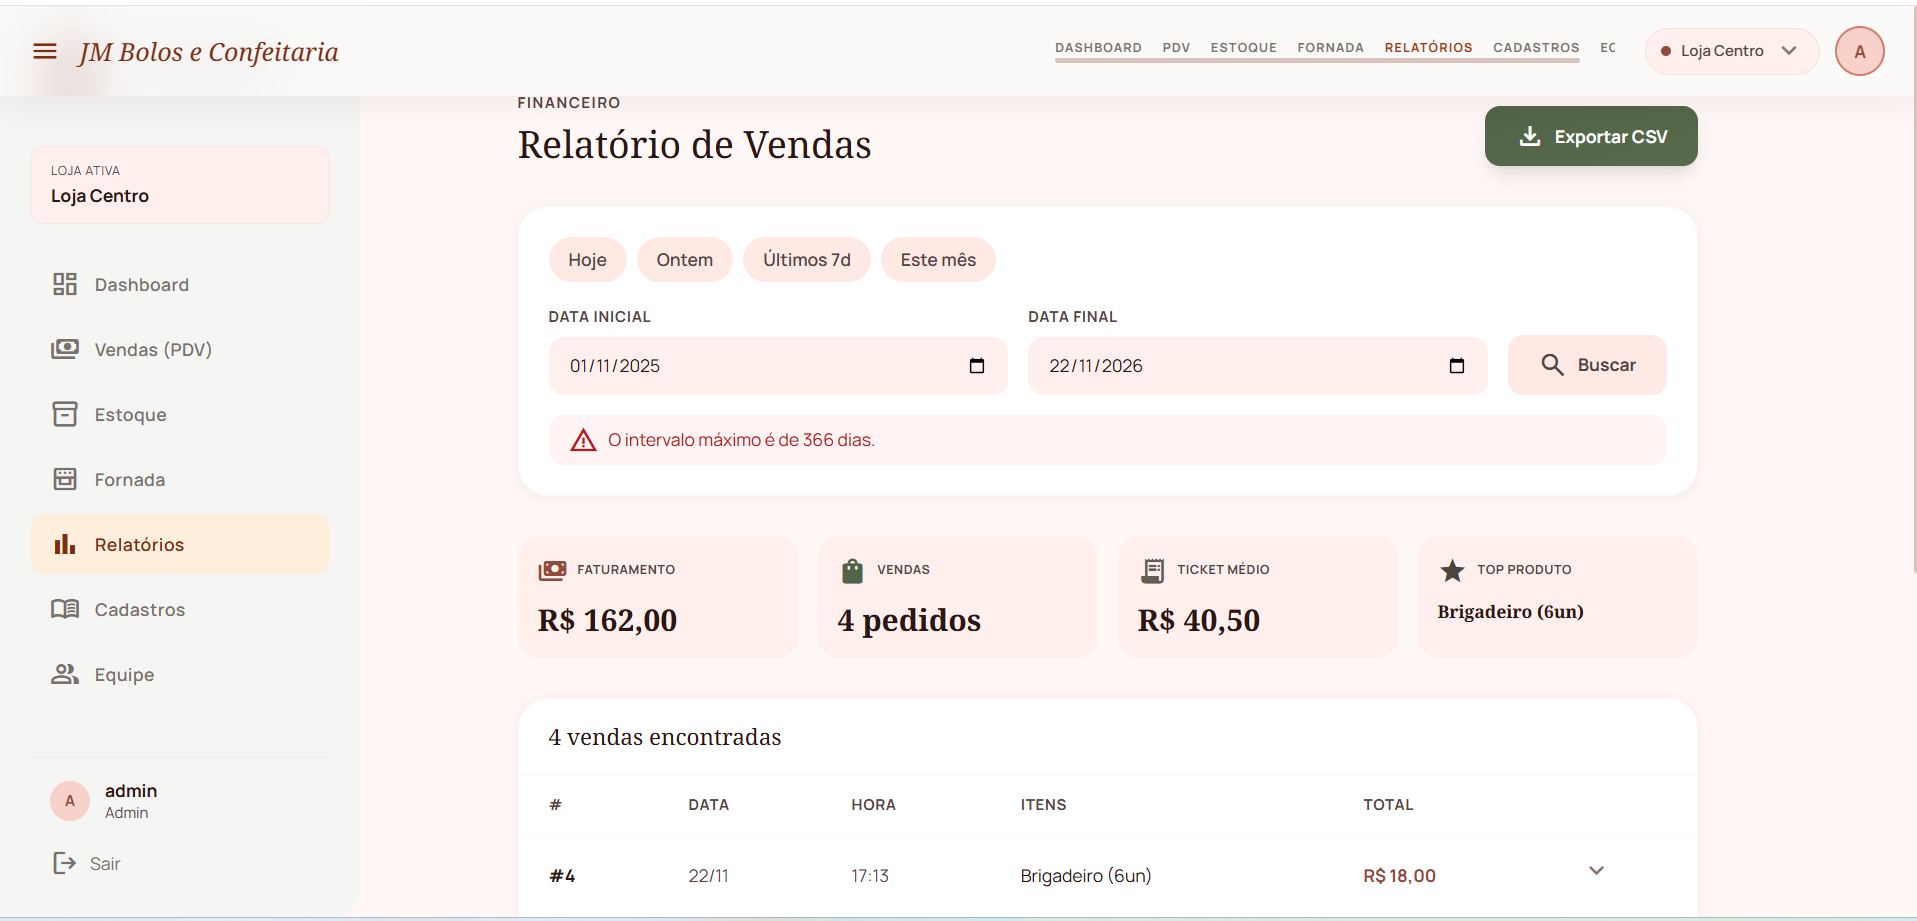 JM Bolos e Confeitaria
DASHBOARD PDV ESTOQUE FORNADA RELATÓRIOS CADASTROS
Loja Centro
A
LOJA ATIVA
Loja Centro
Dashboard
Vendas (PDV)
Estoque
Fornada
Relatórios
Cadastros
Equipe
A
admin
Admin
Sair
FINANCEIRO
Relatório de Vendas
Exportar CSV
Hoje
Ontem
Últimos 7d
Este mês
DATA INICIAL
DATA FINAL
01/11/2025
22/11/2026
Buscar
O intervalo máximo é de 366 dias.
FATURAMENTO
R$ 162,00
VENDAS
4 pedidos
TICKET MÉDIO
R$ 40,50
TOP PRODUTO
Brigadeiro (6un)
4 vendas encontradas
# DATA HORA ITENS TOTAL
#4 22/11 17:13 Brigadeiro (6un) R$ 18,00